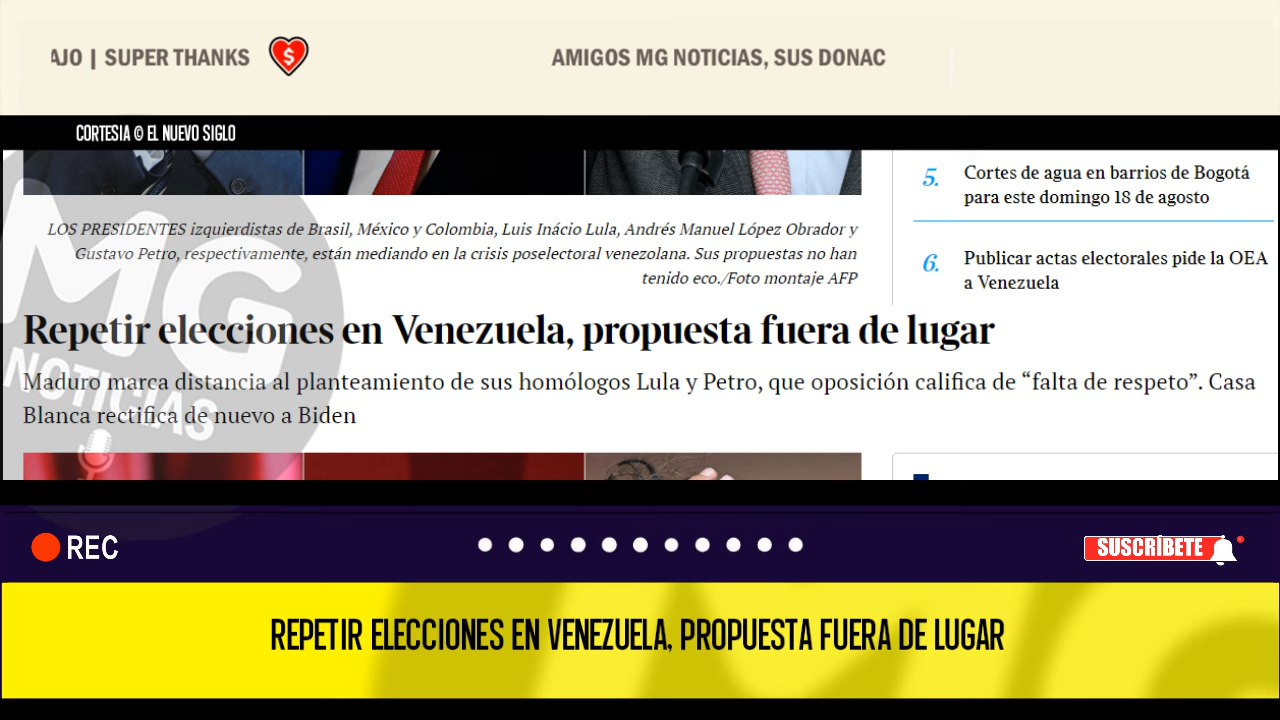 AJO | SUPER THANKS
AMIGOS MG NOTICIAS, SUS DONAC
CORTESIA © EL NUEVO SIGLO
LOS PRESIDENTES izquierdistas de Brasil, México y Colombia, Luis Inácio Lula, Andrés Manuel López Obrador y
Gustavo Petro, respectivamente, están mediando en la crisis poselectoral venezolana. Sus propuestas no han
tenido eco./Foto montaje AFP
5. Cortes de agua en barrios de Bogotá
para este domingo 18 de agosto
6. Publicar actas electorales pide la OEA
a Venezuela
Repetir elecciones en Venezuela, propuesta fuera de lugar
Maduro marca distancia al planteamiento de sus homólogos Lula y Petro, que oposición califica de “falta de respeto”. Casa
Blanca rectifica de nuevo a Biden
MG
NOTICIAS
REC
SUSCRÍBETE
REPETIR ELECCIONES EN VENEZUELA, PROPUESTA FUERA DE LUGAR